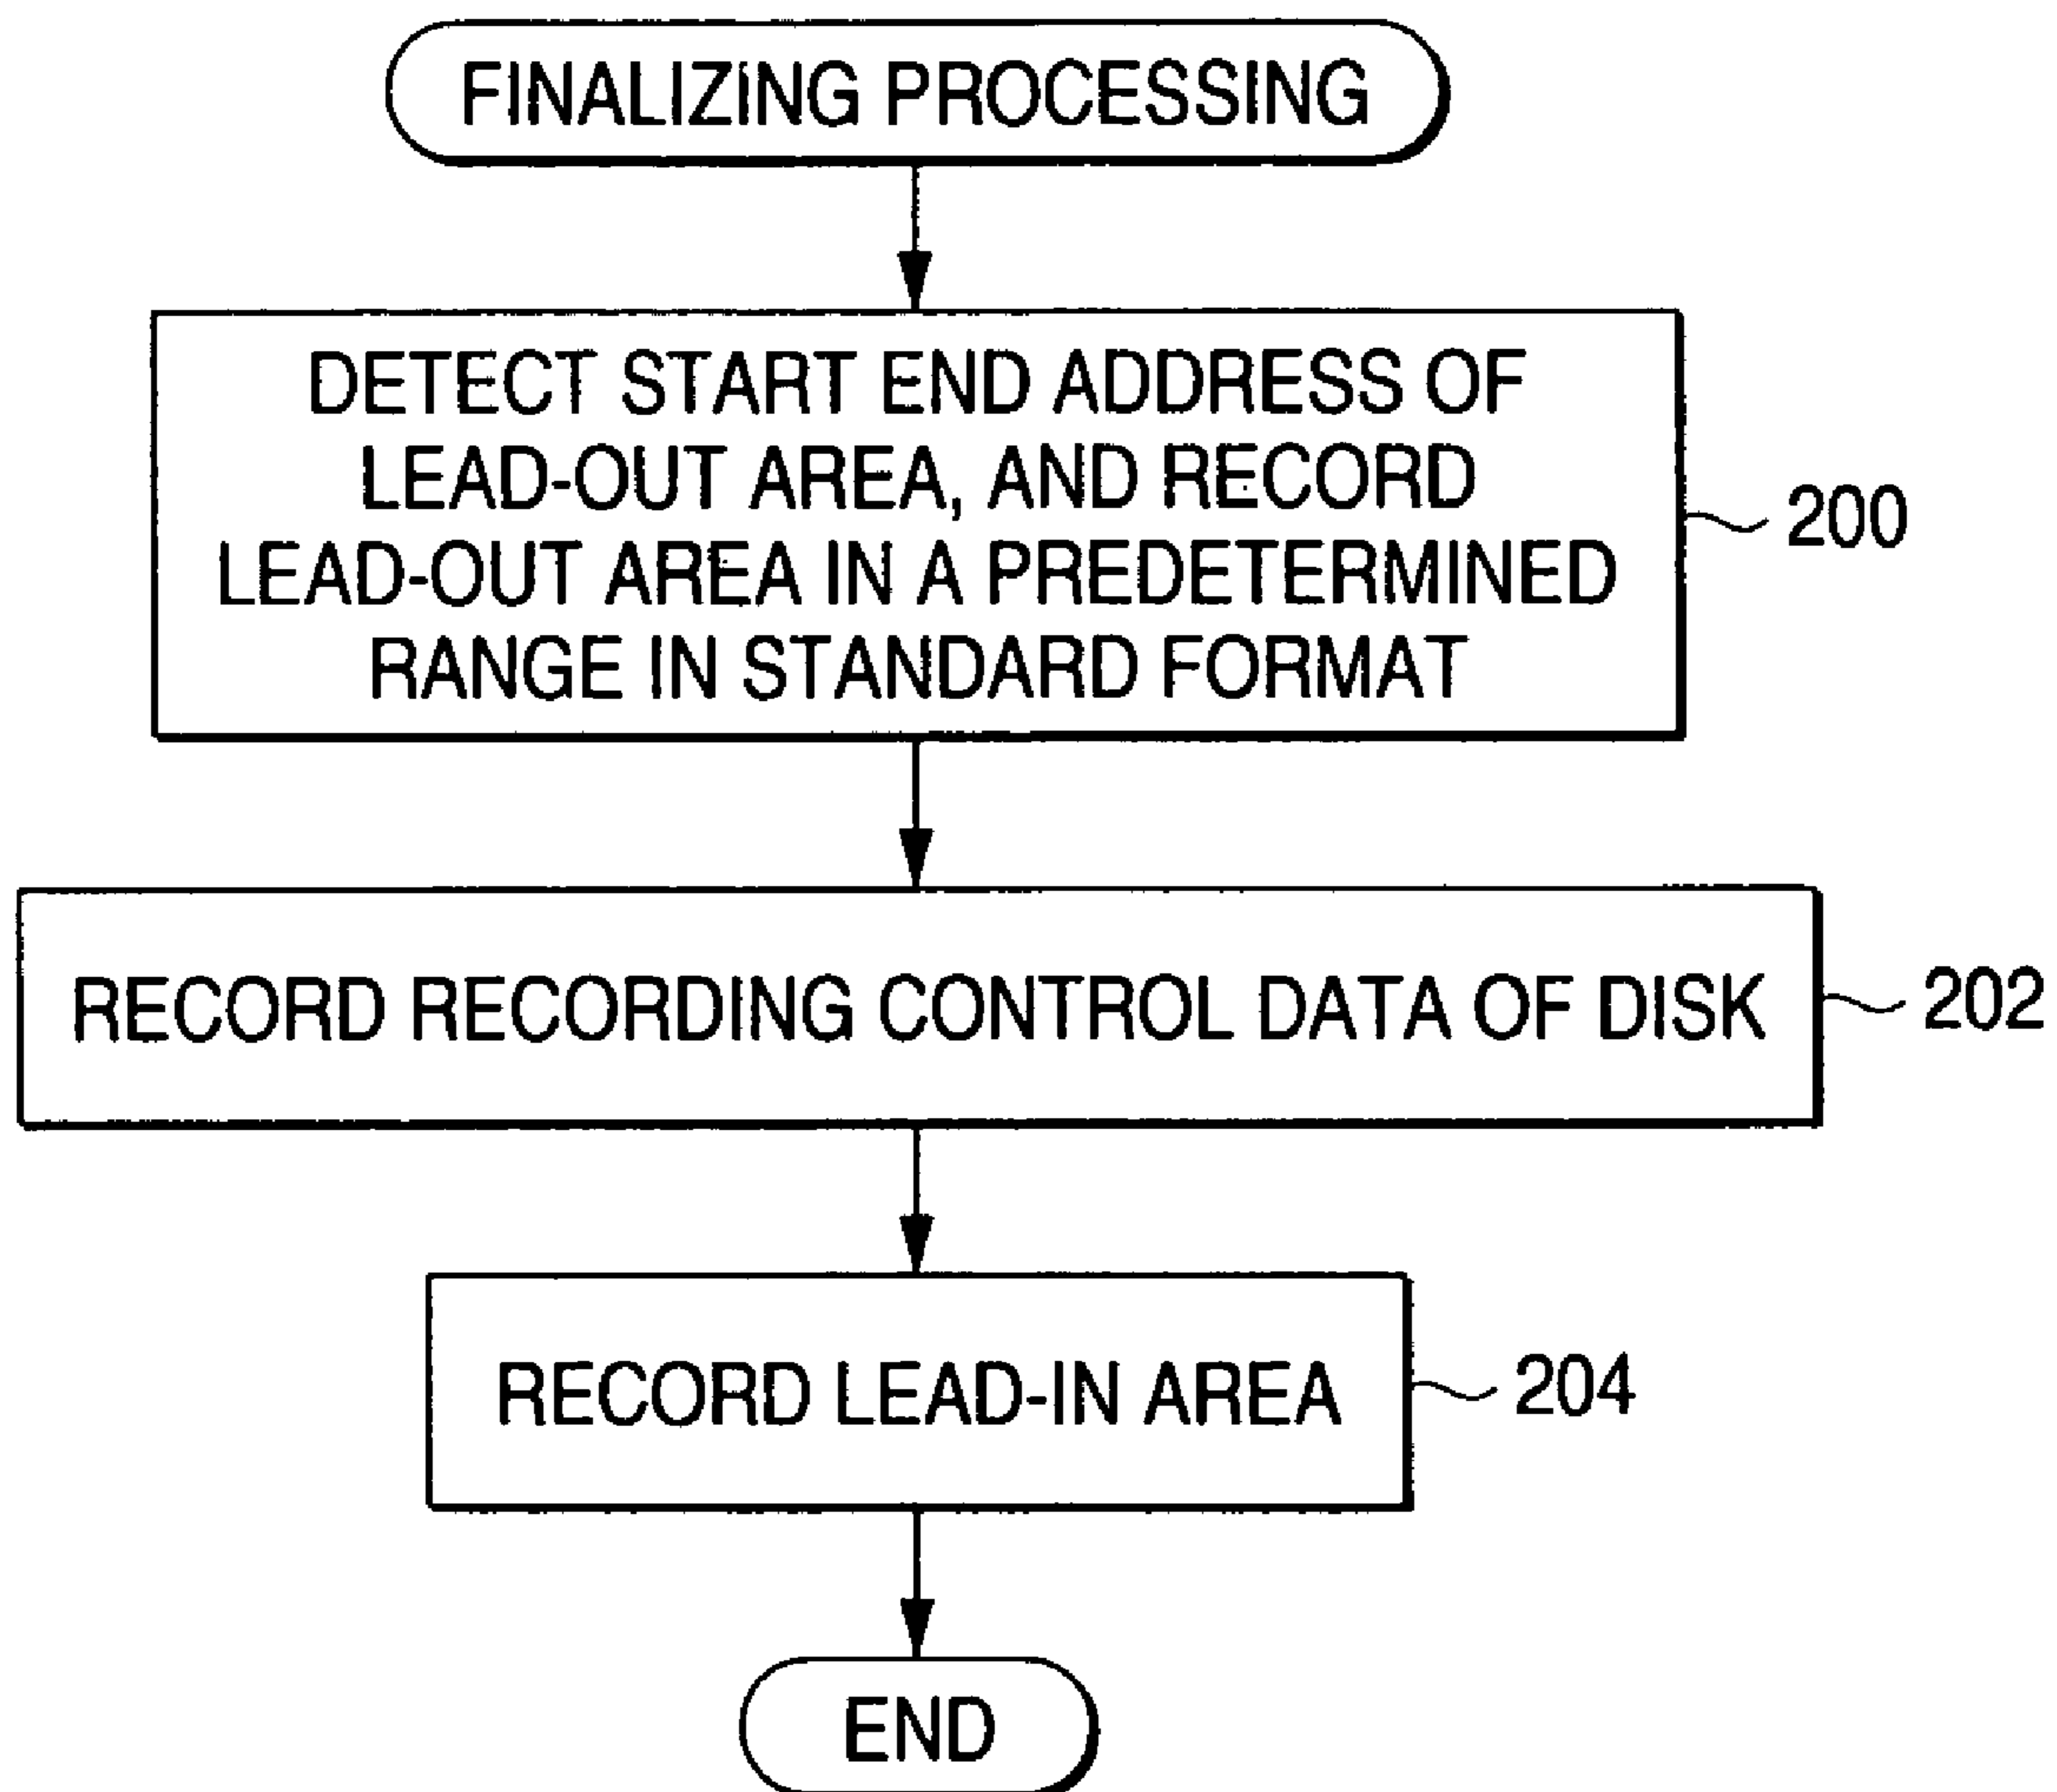 FINALIZING PROCESSING
DETECT START END ADDRESS OF
LEAD-OUT AREA, AND RECORD
LEAD-OUT AREA IN A PREDETERMINED
RANGE IN STANDARD FORMAT
200
RECORD RECORDING CONTROL DATA OF DISK
202
RECORD LEAD-IN AREA
204
END